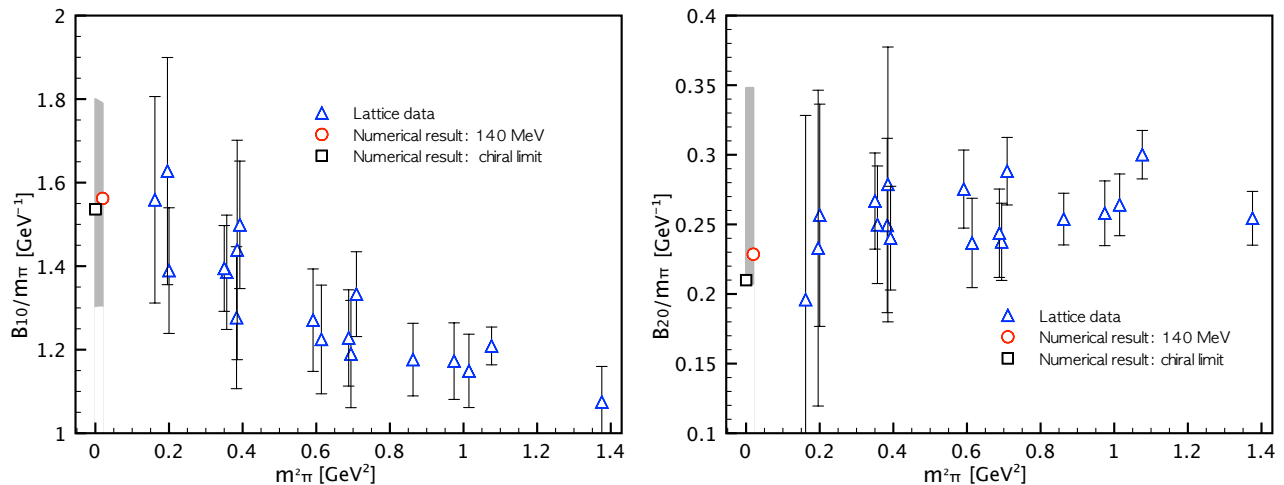 2
1.8
1.6
1.4
1.2
1
B10/mπ [GeV⁻¹]
Lattice data
Numerical result: 140 MeV
Numerical result: chiral limit
0 0.2 0.4 0.6 0.8 1 1.2 1.4
m²π [GeV²]
0.4
0.35
0.3
0.25
0.2
0.15
0.1
B20/mπ [GeV⁻¹]
Lattice data
Numerical result: 140 MeV
Numerical result: chiral limit
0 0.2 0.4 0.6 0.8 1 1.2 1.4
m²π [GeV²]